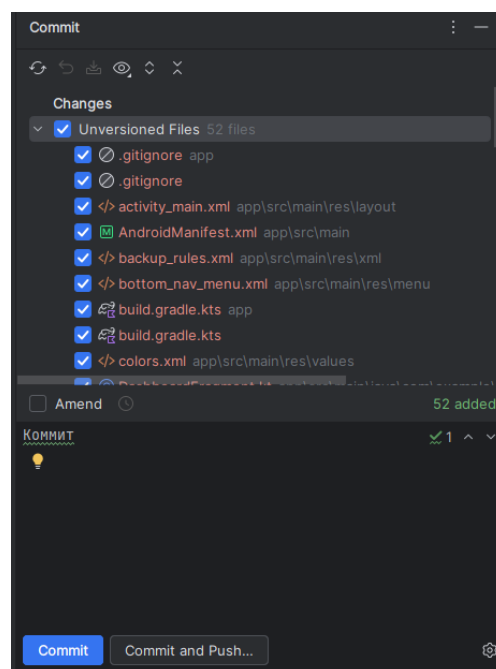 Commit
Changes
Unversioned Files 52 files
.gitignore app
.gitignore
activity_main.xml app\src\main\res\layout
AndroidManifest.xml app\src\main
backup_rules.xml app\src\main\res\xml
bottom_nav_menu.xml app\src\main\res\menu
build.gradle.kts app
build.gradle.kts
colors.xml app\src\main\res\values
Amend 52 added
Коммит 1
Commit Commit and Push...